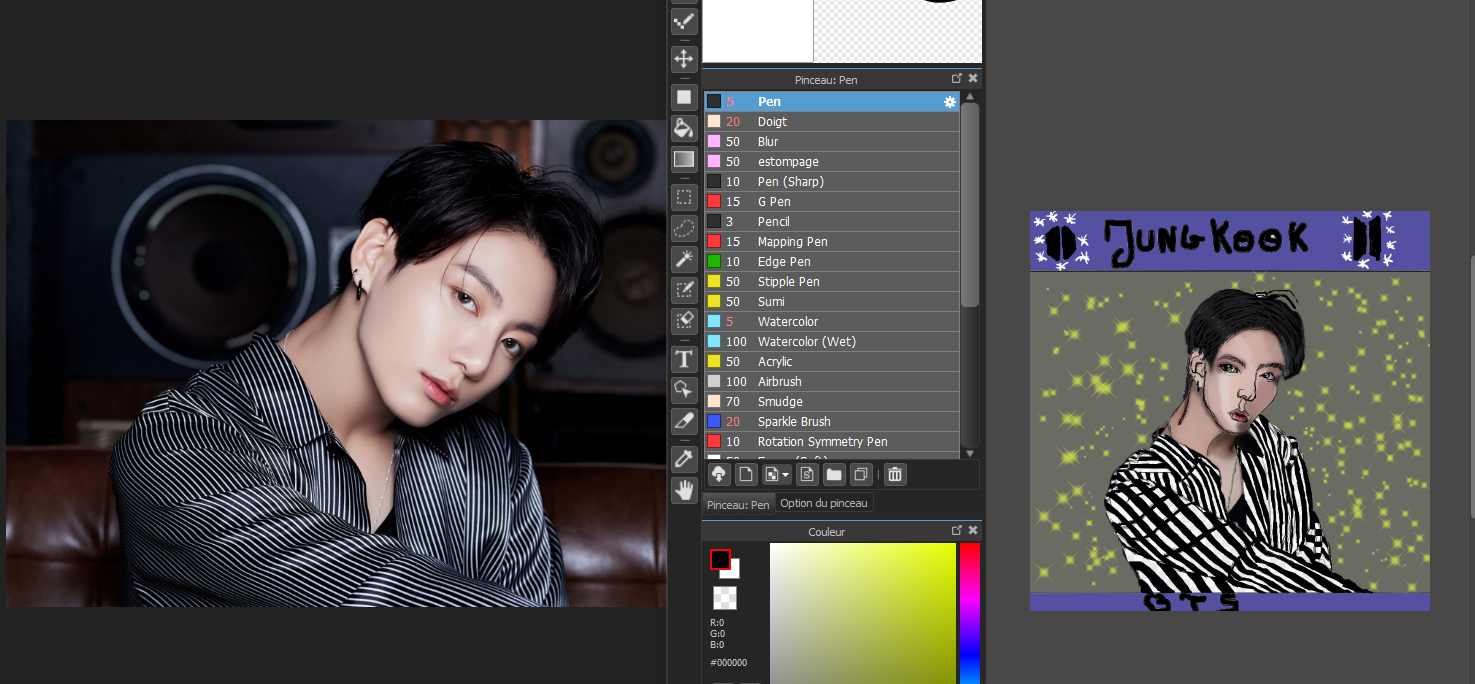 Pinceau: Pen
5 Pen
20 Doigt
50 Blur
50 estompage
10 Pen (Sharp)
15 G Pen
3 Pencil
15 Mapping Pen
10 Edge Pen
50 Stipple Pen
50 Sumi
5 Watercolor
100 Watercolor (Wet)
50 Acrylic
100 Airbrush
70 Smudge
20 Sparkle Brush
10 Rotation Symmetry Pen
T
S
Pinceau: Pen Option du pinceau
Couleur
R:0
G:0
B:0
#000000
JUNGKOOK
BTS